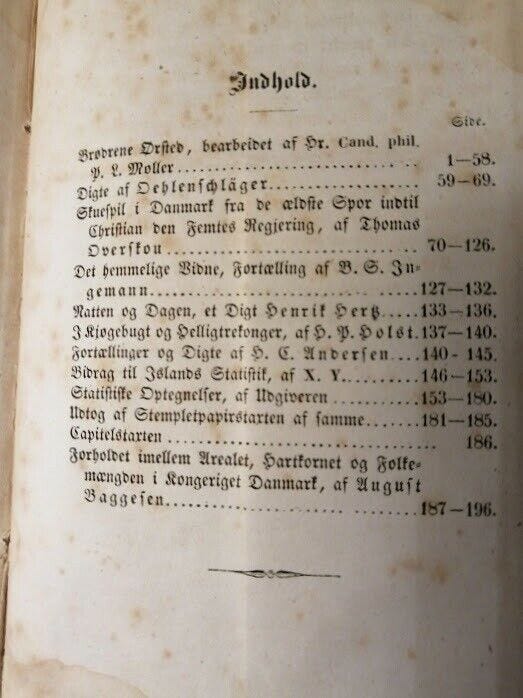 Indhold.
Side.
Brødrene Ørsted, bearbeidet af Hr. Cand. phil.
P. L. Møller .............................. 1—58.
Digte af Oehlenschläger .................. 59—69.
Skuespil i Danmark fra de ældste Spor indtil
Christian den Femtes Regjering, af Thomas
Overskou .............................. 70—126.
Det hemmelige Vidne, Fortælling af B. S. In-
gemann .............................. 127—132.
Natten og Dagen, et Digt Henrik Hertz .... 133—136.
I Kjøgebugt og Helligtrekonger, af H. P. Holst. 137—140.
Fortællinger og Digte af H. C. Andersen .... 140-145.
Bidrag til Islands Statistik, af X. Y. ......... 146—153.
Statistiske Optegnelser, af Udgiveren ....... 153—180.
Udtog af Stempletpapirstarten af samme ..... 181—185.
Capitelstarten .............................. 186.
Forholdet imellem Arealet, Hartkornet og Folke-
mængden i Kongeriget Danmark, af August
Baggesen .............................. 187—196.